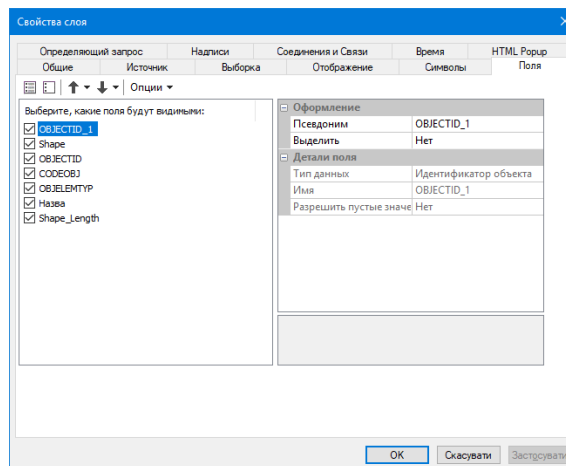 Свойства слоя
Определяющий запрос Надписи Соединения и Связи Время HTML Popup
Общие Источник Выборка Отображение Символы Поля
Опции
Выберите, какие поля будут видимыми:
OBJECTID_1
Shape
OBJECTID
CODEOBJ
OBJELEMTYP
Назва
Shape_Length
Оформление
Псевдоним OBJECTID_1
Выделить Нет
Детали поля
Тип данных Идентификатор объекта
Имя OBJECTID_1
Разрешить пустые значе Нет
OK Скасувати Застосувати